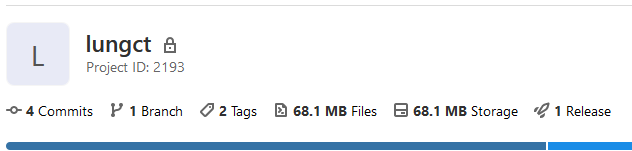 L
lungct
Project ID: 2193
4 Commits 1 Branch 2 Tags 68.1 MB Files 68.1 MB Storage 1 Release